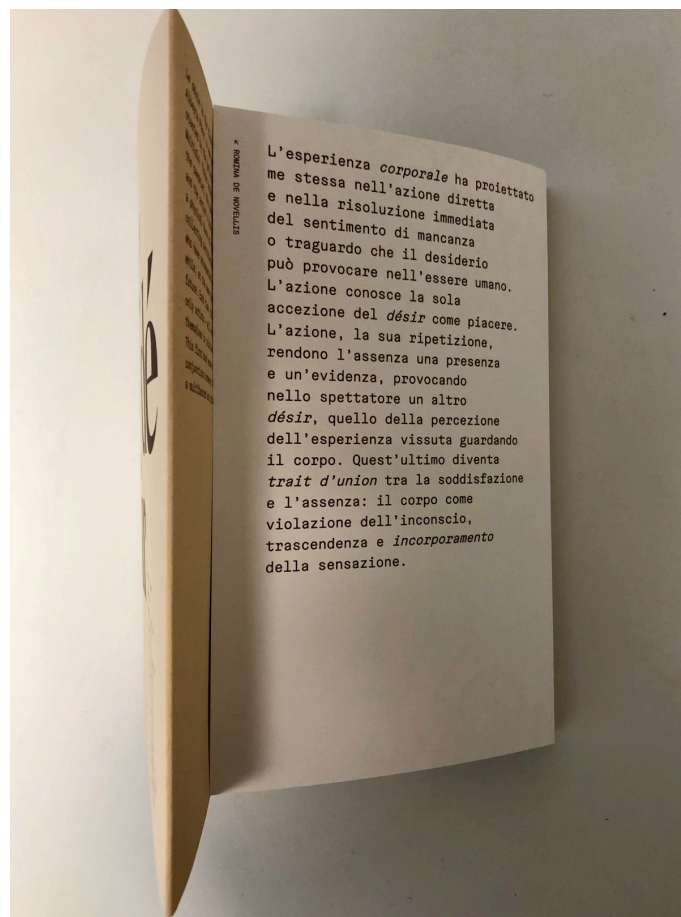 ROMINA DE NOVELLIS
L'esperienza corporale ha proiettato
me stessa nell'azione diretta
e nella risoluzione immediata
del sentimento di mancanza
o traguardo che il desiderio
può provocare nell'essere umano.
L'azione conosce la sola
accezione del désir come piacere.
L'azione, la sua ripetizione,
rendono l'assenza una presenza
e un'evidenza, provocando
nello spettatore un altro
désir, quello della percezione
dell'esperienza vissuta guardando
il corpo. Quest'ultimo diventa
trait d'union tra la soddisfazione
e l'assenza: il corpo come
violazione dell'inconscio,
trascendenza e incorporamento
della sensazione.